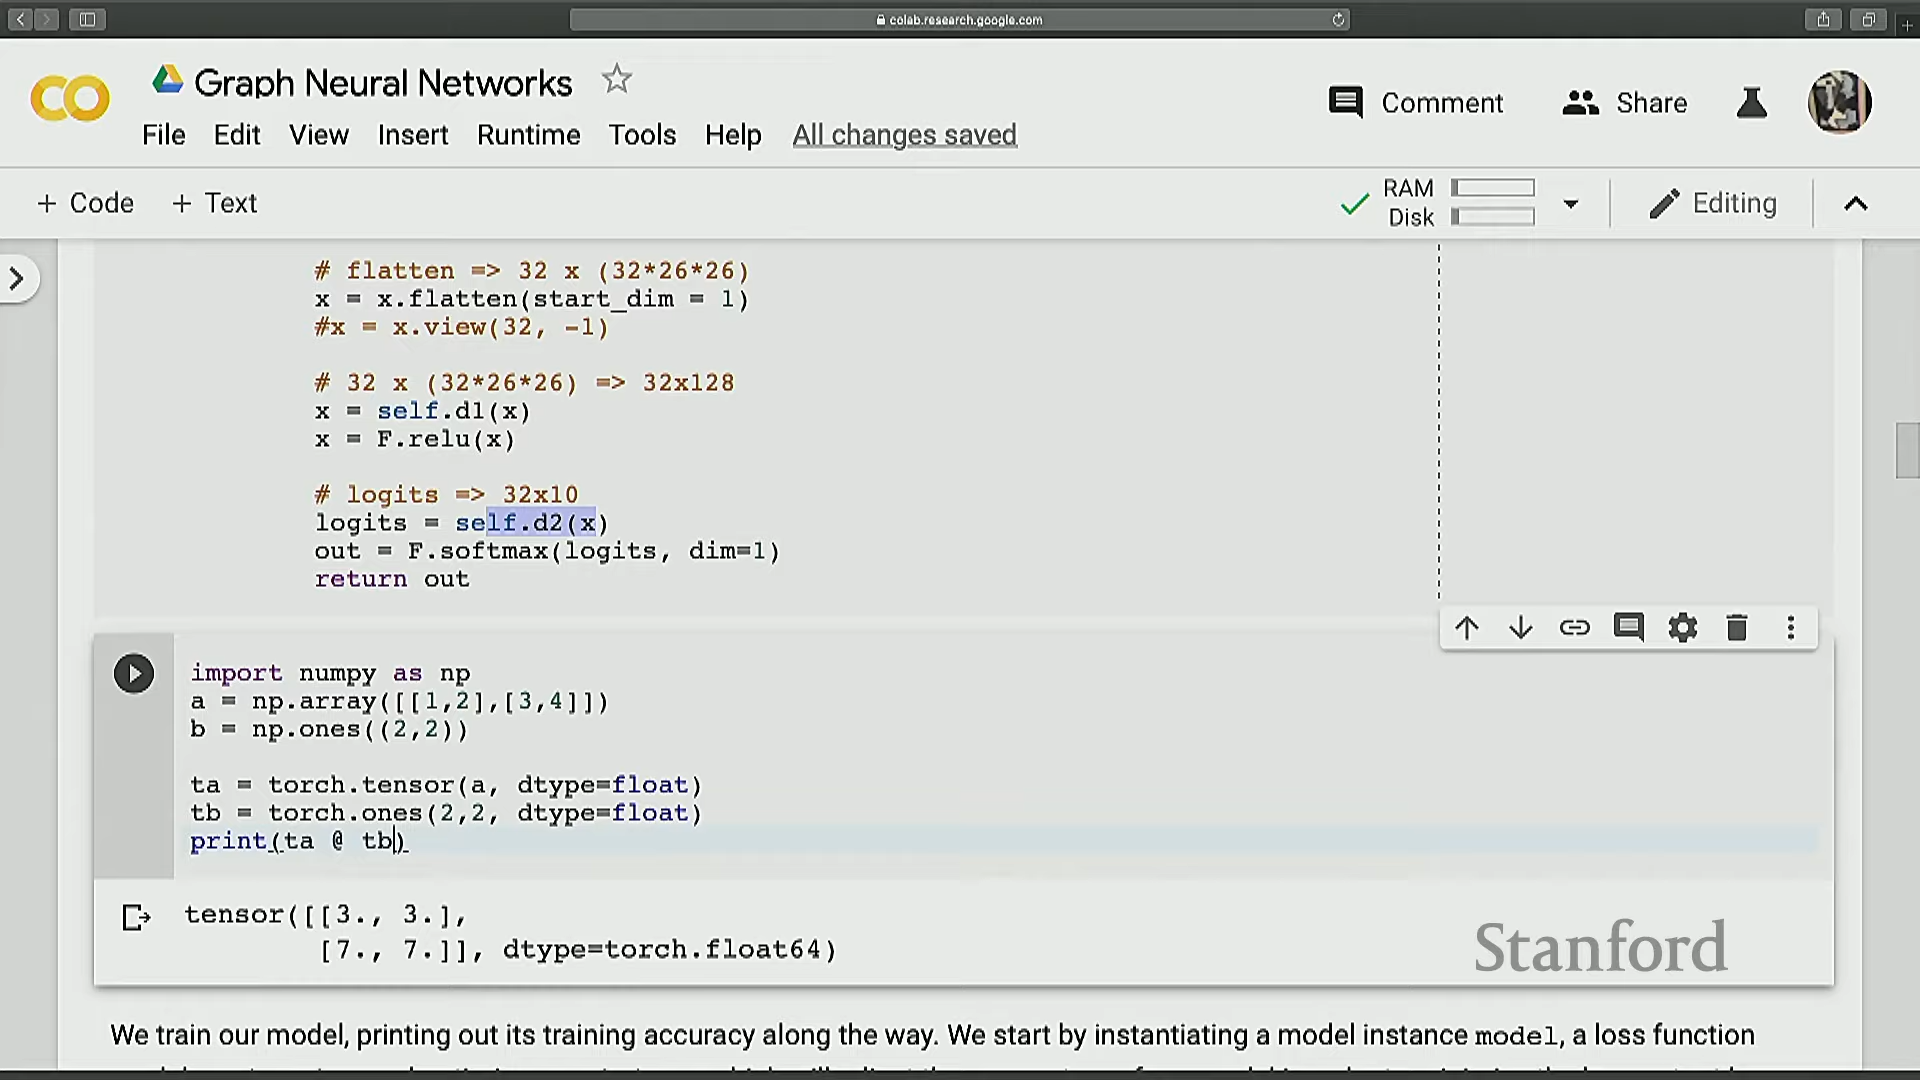 colab.research.google.com
CO Graph Neural Networks
File Edit View Insert Runtime Tools Help All changes saved
Comment Share
+ Code + Text
RAM
Disk
Editing
# flatten => 32 x (32*26*26)
x = x.flatten(start_dim = 1)
#x = x.view(32, -1)
# 32 x (32*26*26) => 32x128
x = self.d1(x)
x = F.relu(x)
# logits => 32x10
logits = self.d2(x)
out = F.softmax(logits, dim=1)
return out
import numpy as np
a = np.array([[1,2],[3,4]])
b = np.ones((2,2))
ta = torch.tensor(a, dtype=float)
tb = torch.ones(2,2, dtype=float)
print(ta @ tb)
tensor([[3., 3.],
[7., 7.]], dtype=torch.float64)
Stanford
We train our model, printing out its training accuracy along the way. We start by instantiating a model instance model, a loss function